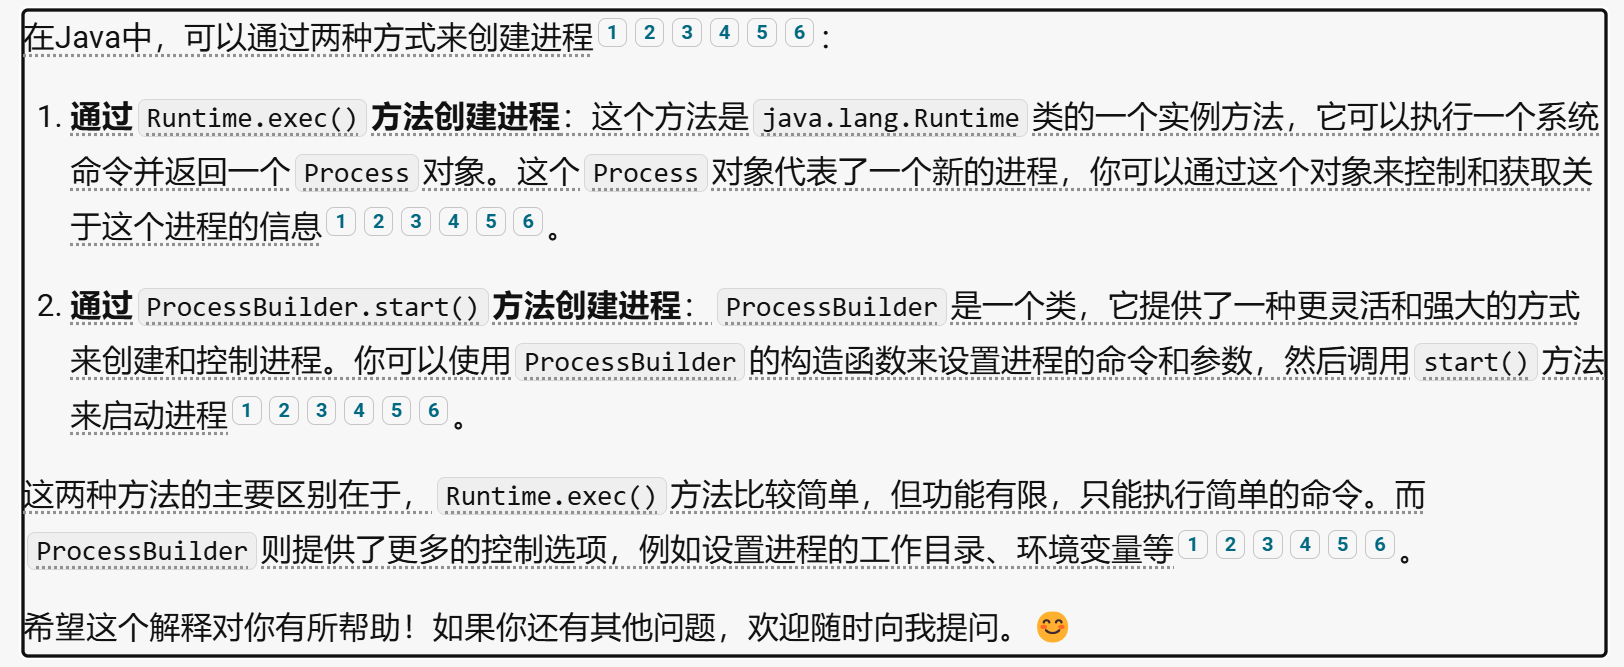 在Java中，可以通过两种方式来创建进程 1 2 3 4 5 6 ：
1. 通过 Runtime.exec() 方法创建进程：这个方法是 java.lang.Runtime 类的一个实例方法，它可以执行一个系统
命令并返回一个 Process 对象。这个 Process 对象代表了一个新的进程，你可以通过这个对象来控制和获取关
于这个进程的信息 1 2 3 4 5 6 。
2. 通过 ProcessBuilder.start() 方法创建进程： ProcessBuilder 是一个类，它提供了一种更灵活和强大的方式
来创建和控制进程。你可以使用 ProcessBuilder 的构造函数来设置进程的命令和参数，然后调用 start() 方法
来启动进程 1 2 3 4 5 6 。
这两种方法的主要区别在于， Runtime.exec() 方法比较简单，但功能有限，只能执行简单的命令。而
ProcessBuilder 则提供了更多的控制选项，例如设置进程的工作目录、环境变量等 1 2 3 4 5 6 。
希望这个解释对你有所帮助！如果你还有其他问题，欢迎随时向我提问。 😊